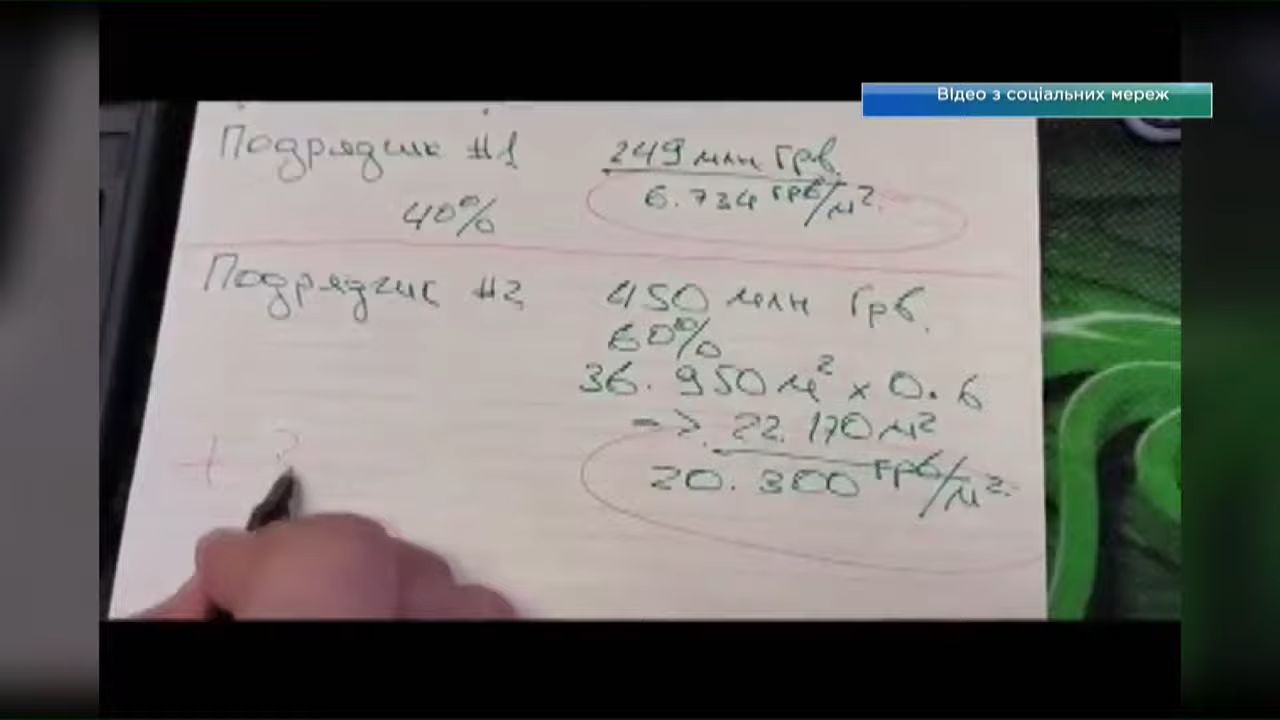 ВІдео з соціальних мереж
Подрядчик #1 249 млн грв.
40% 6.734 грв/м².
Подрядчик #2 450 млн грв.
60%
36.950 м² x 0.6
=> 22.170 м²
20.300 грв/м².
+ 3